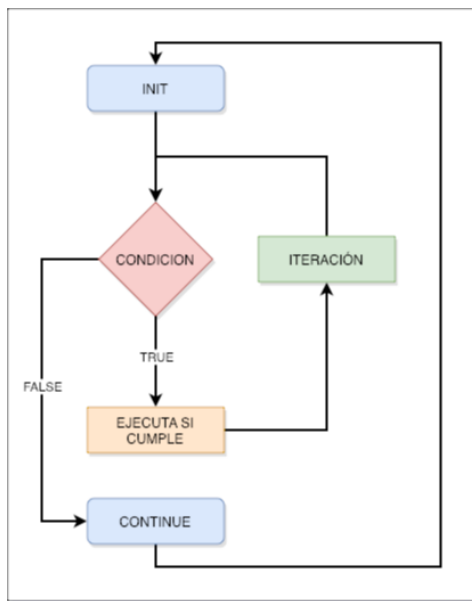 INIT
CONDICION
ITERACIÓN
TRUE
FALSE
EJECUTA SI
CUMPLE
CONTINUE